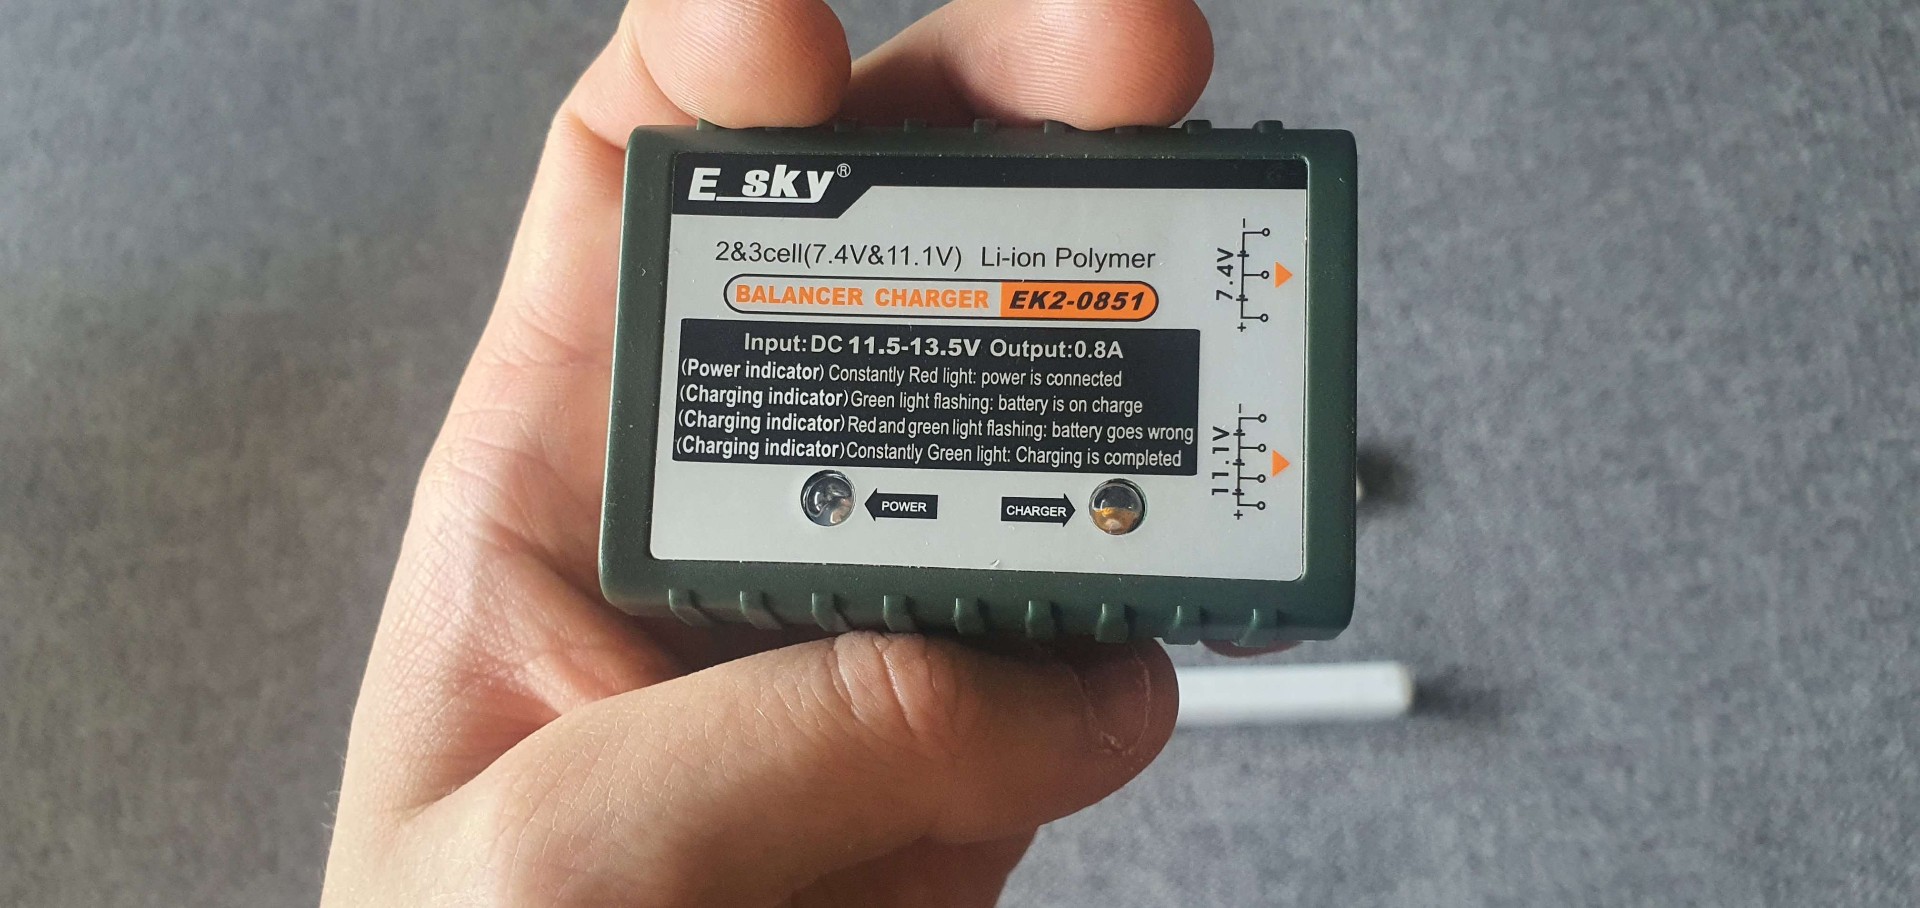 E_sky®
2&3cell(7.4V&11.1V) Li-ion Polymer
BALANCER CHARGER EK2-0851
Input:DC 11.5-13.5V Output:0.8A
(Power indicator) Constantly Red light: power is connected
(Charging indicator) Green light flashing: battery is on charge
(Charging indicator) Red and green light flashing: battery goes wrong
(Charging indicator) Constantly Green light: Charging is completed
POWER
CHARGER
- 7.4V +
- 11.1V +